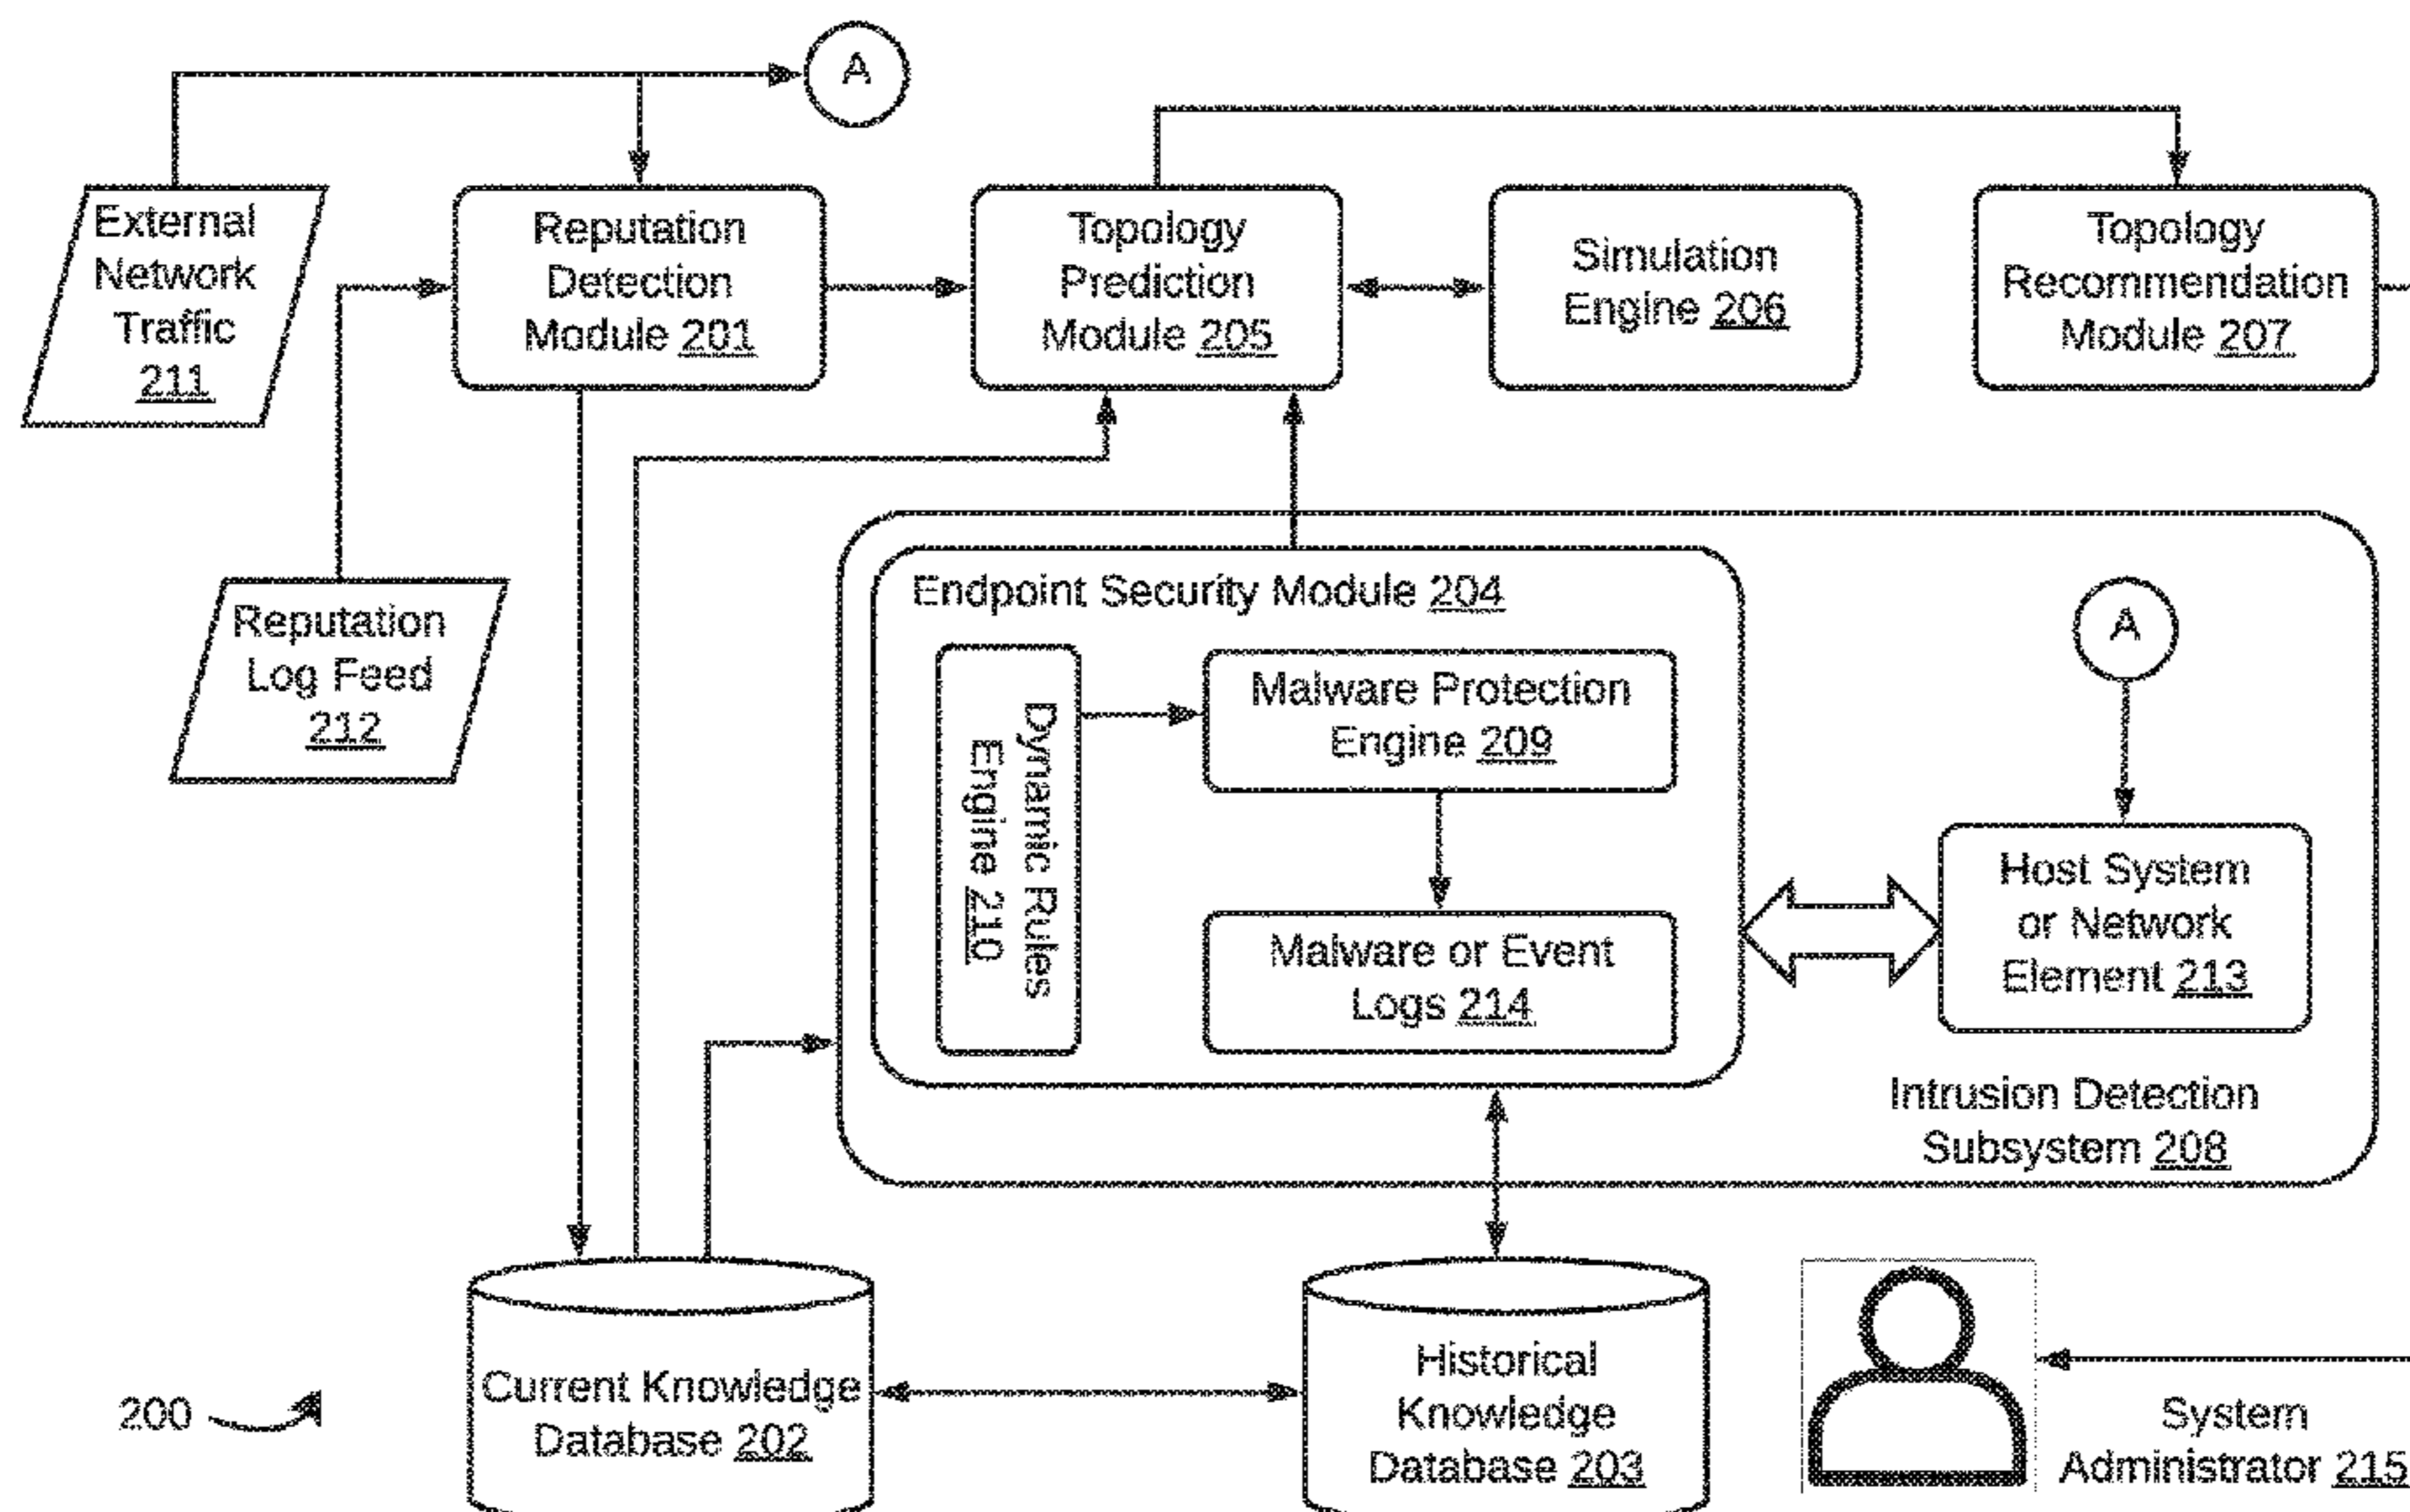 A
External
Network
Traffic
211
Reputation
Detection
Module 201
Topology
Prediction
Module 205
Simulation
Engine 206
Topology
Recommendation
Module 207
Reputation
Log Feed
212
Endpoint Security Module 204
Dynamic Rules
Engine 210
Malware Protection
Engine 209
Malware or Event
Logs 214
A
Host System
or Network
Element 213
Intrusion Detection
Subsystem 208
200
Current Knowledge
Database 202
Historical
Knowledge
Database 203
System
Administrator 215